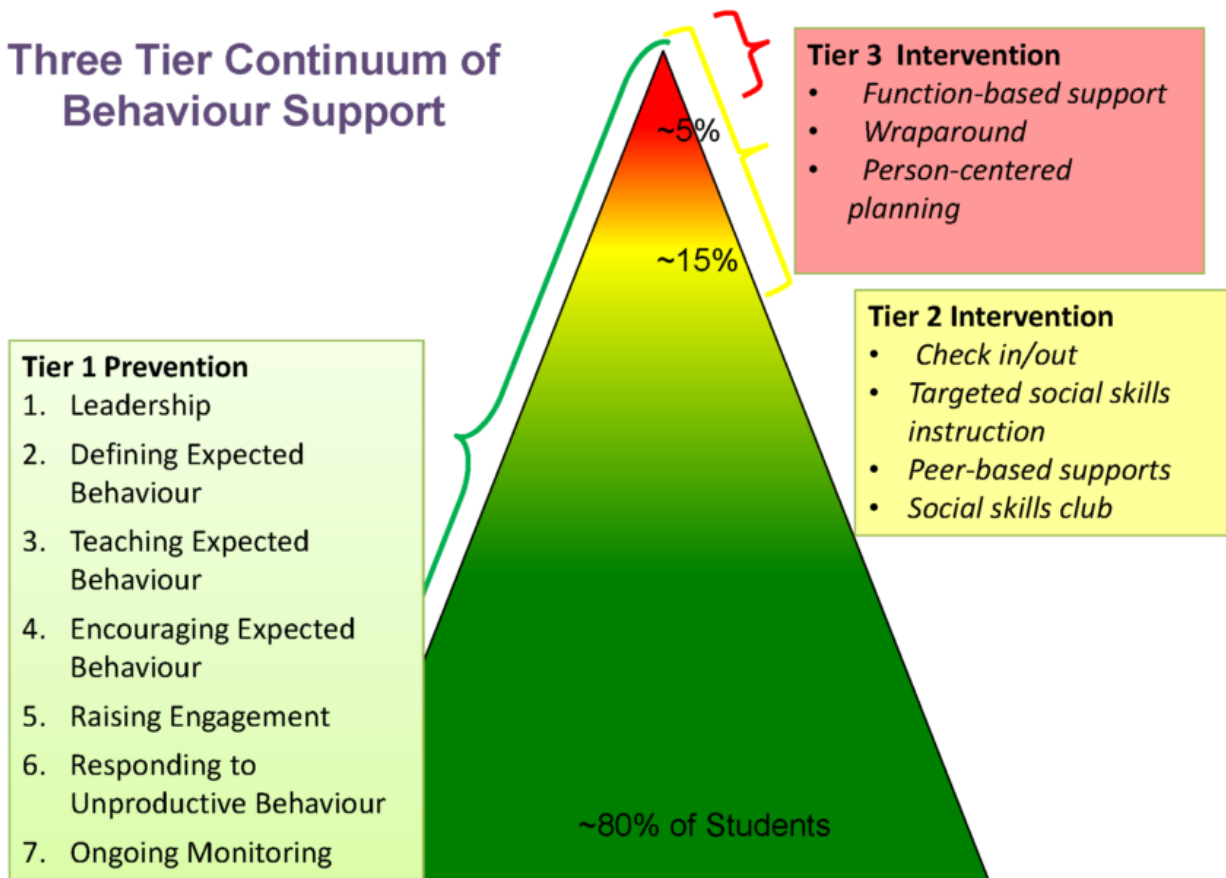 Three Tier Continuum of
Behaviour Support
~5%
~15%
~80% of Students
Tier 3 Intervention
• Function-based support
• Wraparound
• Person-centered
planning
Tier 2 Intervention
• Check in/out
• Targeted social skills
instruction
• Peer-based supports
• Social skills club
Tier 1 Prevention
1. Leadership
2. Defining Expected
Behaviour
3. Teaching Expected
Behaviour
4. Encouraging Expected
Behaviour
5. Raising Engagement
6. Responding to
Unproductive Behaviour
7. Ongoing Monitoring